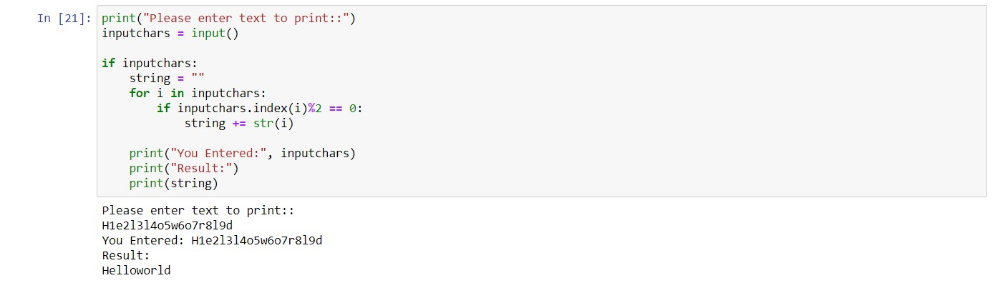 In [21]: print("Please enter text to print::")
inputchars = input()
if inputchars:
    string = ""
    for i in inputchars:
        if inputchars.index(i)%2 == 0:
            string += str(i)
    print("You Entered:", inputchars)
    print("Result:")
    print(string)
Please enter text to print::
H1e2l3l4o5w6o7r8l9d
You Entered: H1e2l3l4o5w6o7r8l9d
Result:
Helloworld